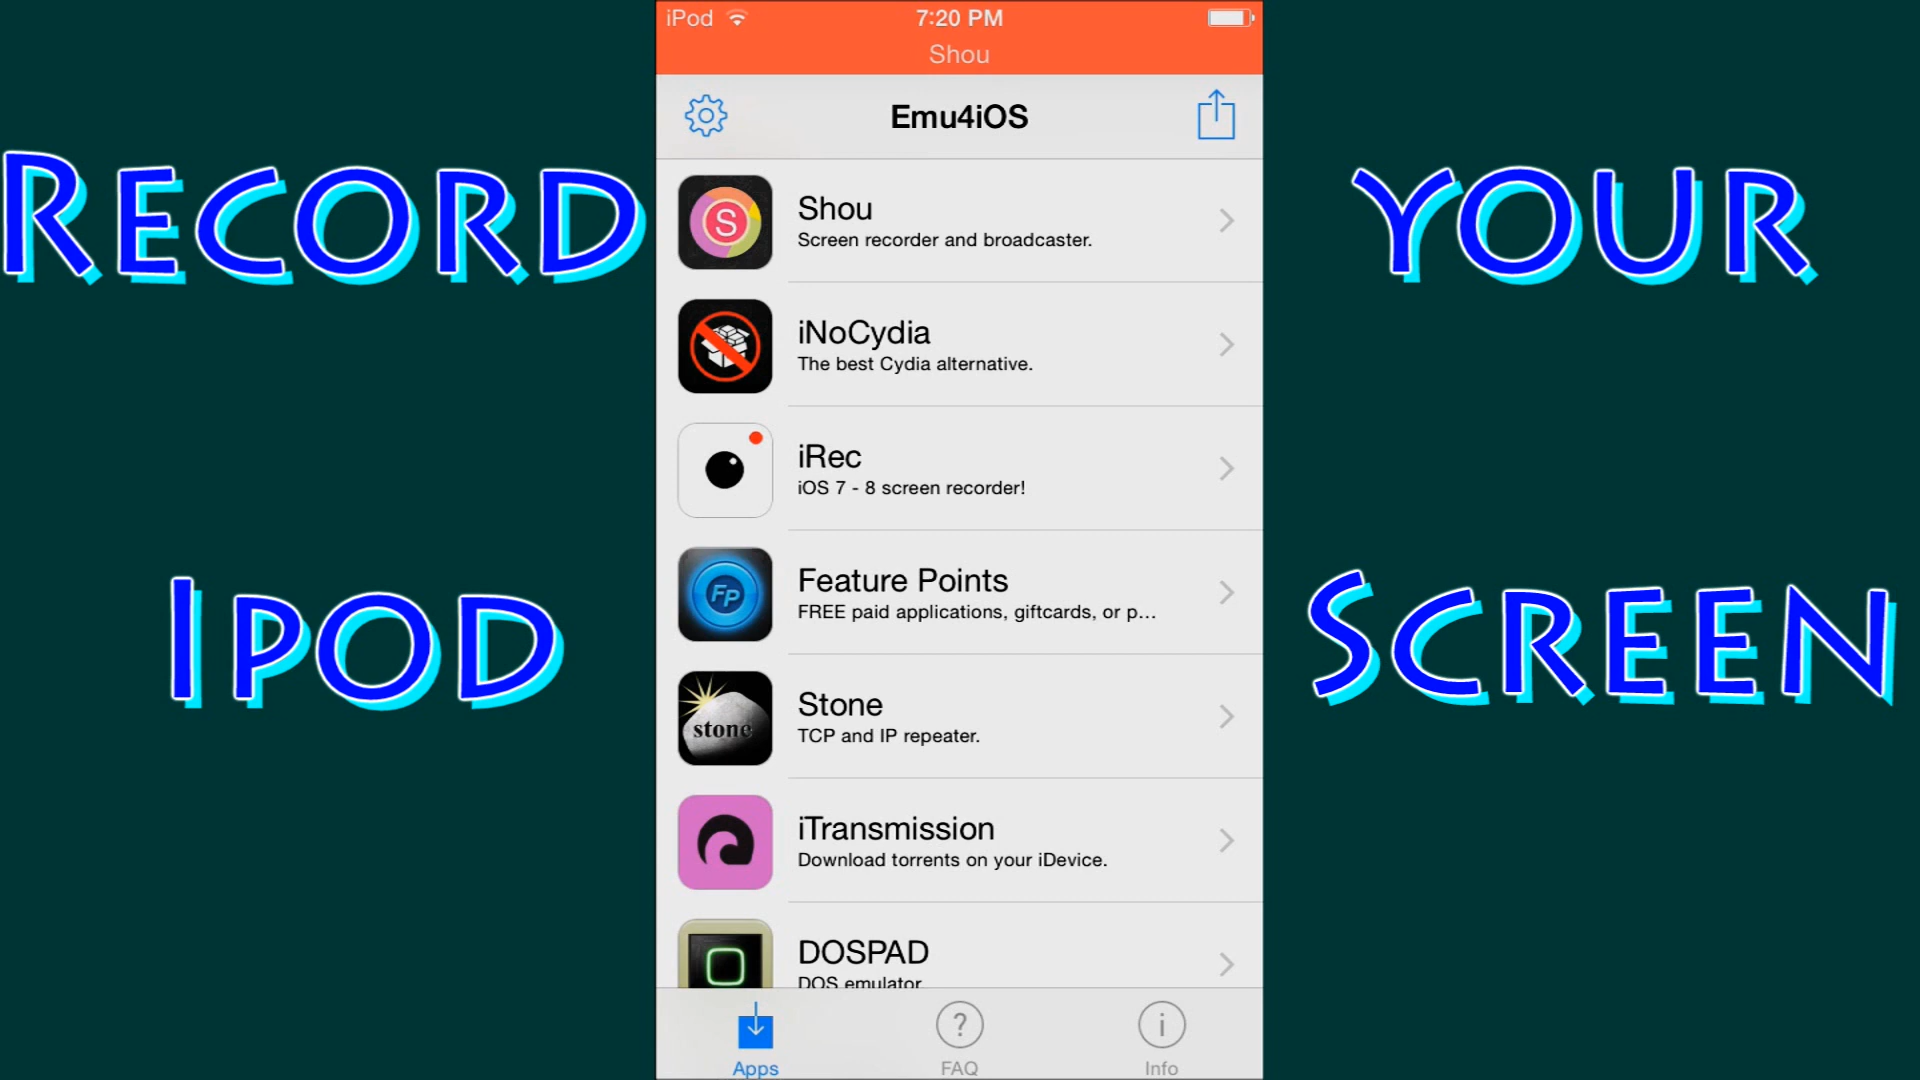 iPod 7:20 PM
Shou
Emu4iOS
RECORD
YOUR
S
Shou
Screen recorder and broadcaster.
iNoCydia
The best Cydia alternative.
iRec
iOS 7 - 8 screen recorder!
IPOD
SCREEN
FP
Feature Points
FREE paid applications, giftcards, or p...
stone
Stone
TCP and IP repeater.
iTransmission
Download torrents on your iDevice.
DOSPAD
DOS emulator
? i
Apps FAQ Info